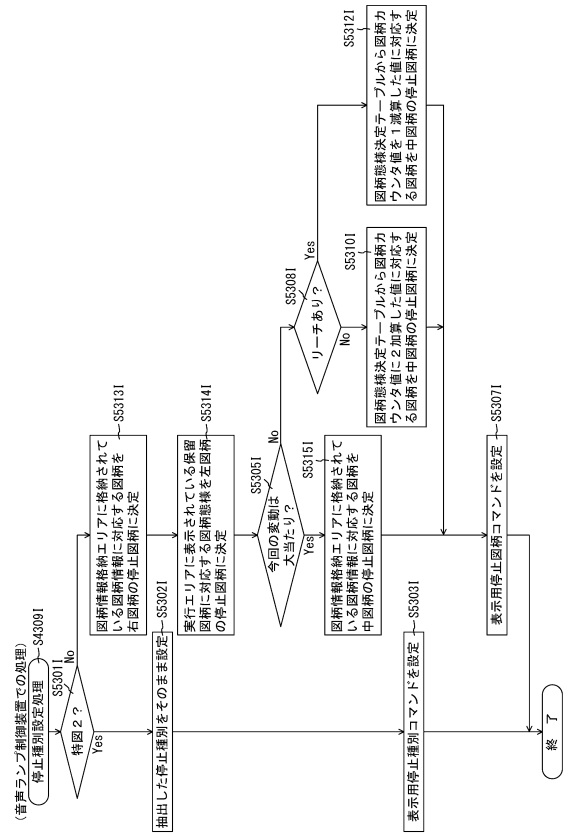 (音声ランプ制御装置での処理)
停止種別設定処理
S4309I
特図２？
S5301I
Yes
No
抽出した停止種別をそのまま設定
S5302I
表示用停止種別コマンドを設定
S5303I
図柄情報格納エリアに格納されて
いる図柄情報に対応する図柄を
右図柄の停止図柄に決定
S5313I
実行エリアに表示されている保留
図柄に対応する図柄態様を左図柄
の停止図柄に決定
S5314I
今回の変動は
大当たり？
S5305I
Yes
No
図柄情報格納エリアに格納されて
いる図柄情報に対応する図柄を
中図柄の停止図柄に決定
S5315I
リーチあり？
S5308I
Yes
No
図柄態様決定テーブルから図柄カ
ウンタ値に２加算した値に対応す
る図柄を中図柄の停止図柄に決定
S5310I
図柄態様決定テーブルから図柄カ
ウンタ値を１減算した値に対応す
る図柄を中図柄の停止図柄に決定
S5312I
表示用停止図柄コマンドを設定
S5307I
終 了